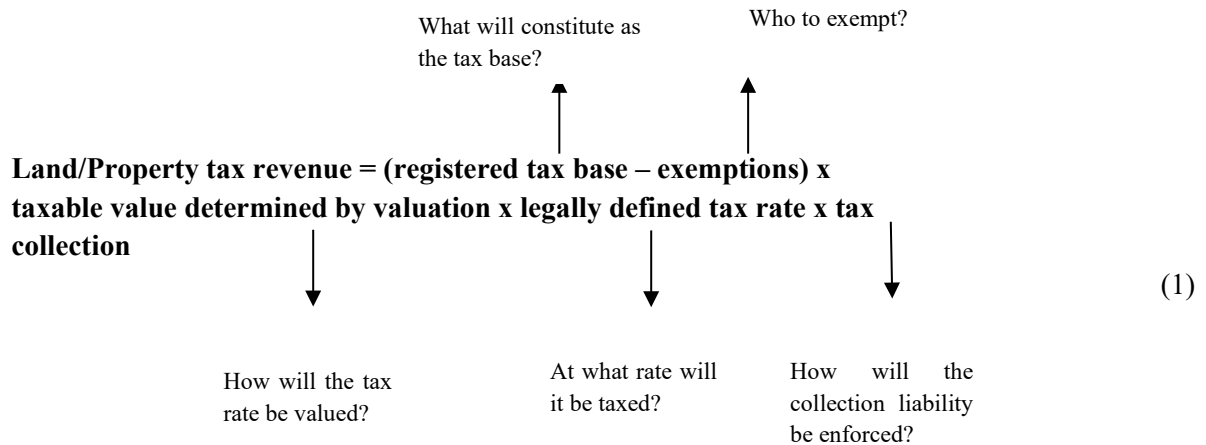 What will constitute as
the tax base?
Who to exempt?
Land/Property tax revenue = (registered tax base – exemptions) x
taxable value determined by valuation x legally defined tax rate x tax
collection
(1)
How will the tax
rate be valued?
At what rate will
it be taxed?
How will the
collection liability
be enforced?